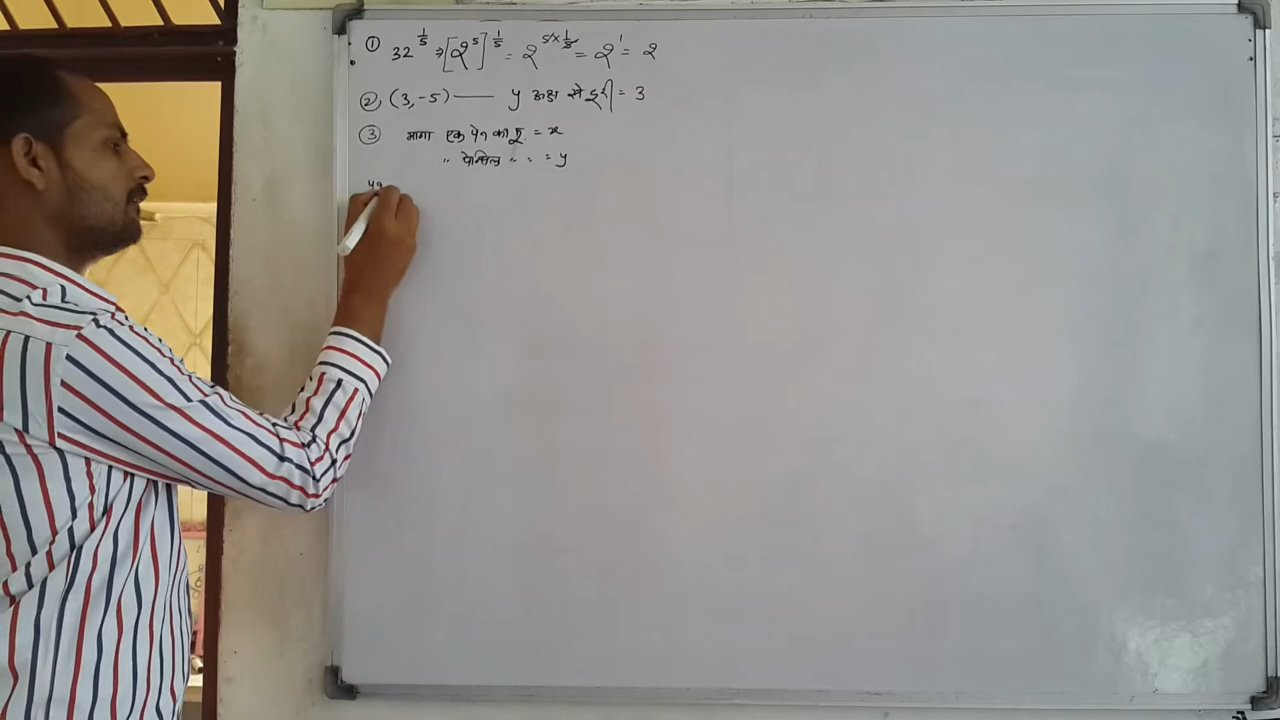 ① 32^{1/5} ⇒ [2^5]^{1/5} = 2^{5×1/5} = 2^1 = 2
② (3,-5) —— y अक्ष से दूरी = 3
③ माना एक पेन का मू. = x
〃 पेन्सिल 〃 〃 = y